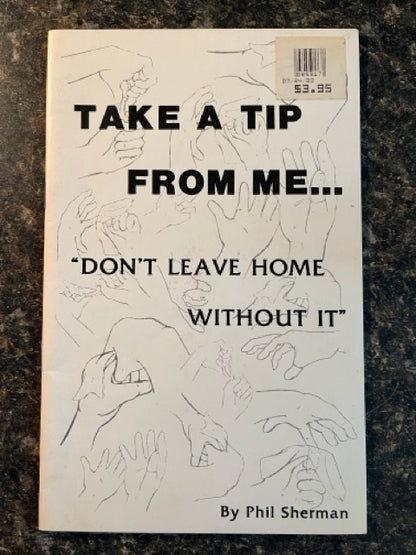 $3.95
TAKE A TIP
FROM ME...
"DON'T LEAVE HOME
WITHOUT IT"
By Phil Sherman